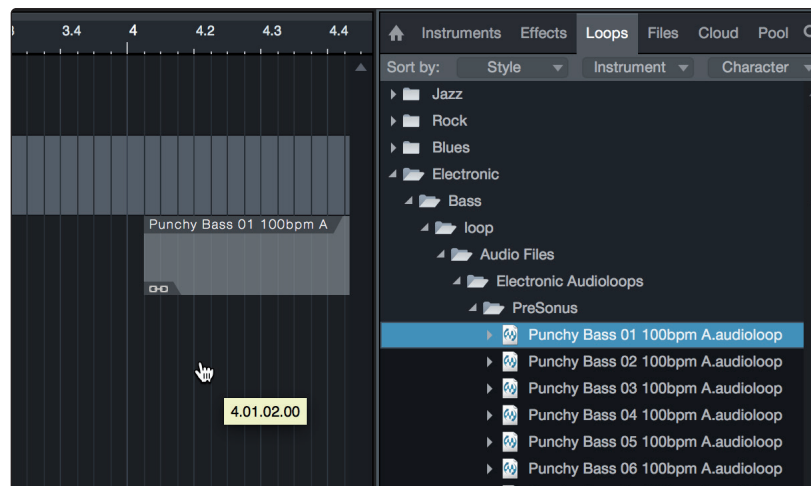 3.4 4 4.2 4.3 4.4
Punchy Bass 01 100bpm A
4.01.02.00
Instruments Effects Loops Files Cloud Pool
Sort by: Style Instrument Character
Jazz
Rock
Blues
Electronic
Bass
loop
Audio Files
Electronic Audioloops
PreSonus
Punchy Bass 01 100bpm A.audioloop
Punchy Bass 02 100bpm A.audioloop
Punchy Bass 03 100bpm A.audioloop
Punchy Bass 04 100bpm A.audioloop
Punchy Bass 05 100bpm A.audioloop
Punchy Bass 06 100bpm A.audioloop